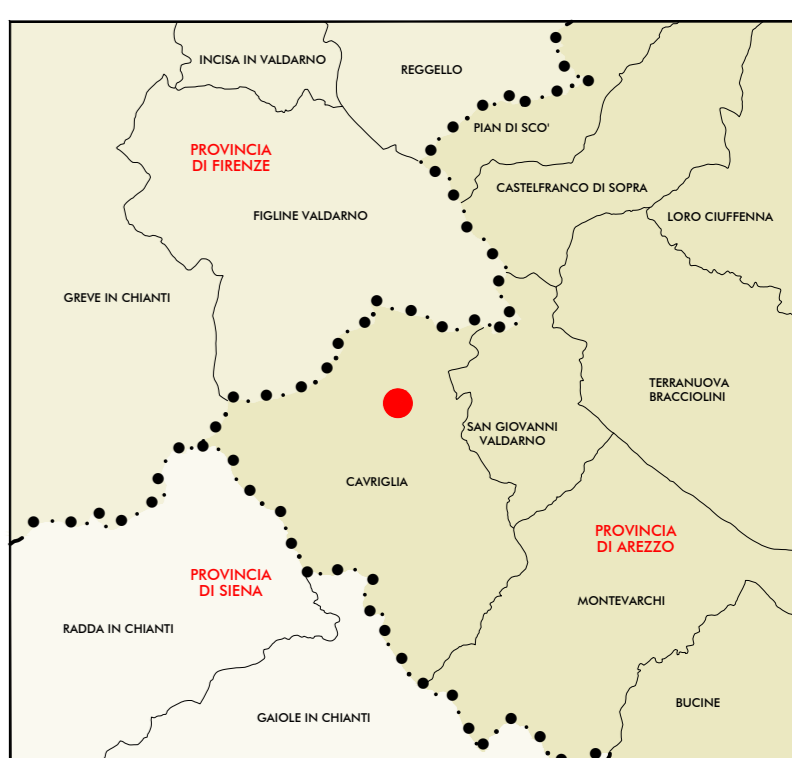 INCISA IN VALDARNO
REGGELLO
PIAN DI SCO'
PROVINCIA
DI FIRENZE
CASTELFRANCO DI SOPRA
FIGLINE VALDARNO
LORO CIUFFENNA
GREVE IN CHIANTI
TERRANUOVA
BRACCIOLINI
SAN GIOVANNI
VALDARNO
CAVRIGLIA
PROVINCIA
DI AREZZO
PROVINCIA
DI SIENA
MONTEVARCHI
RADDA IN CHIANTI
BUCINE
GAIOLE IN CHIANTI